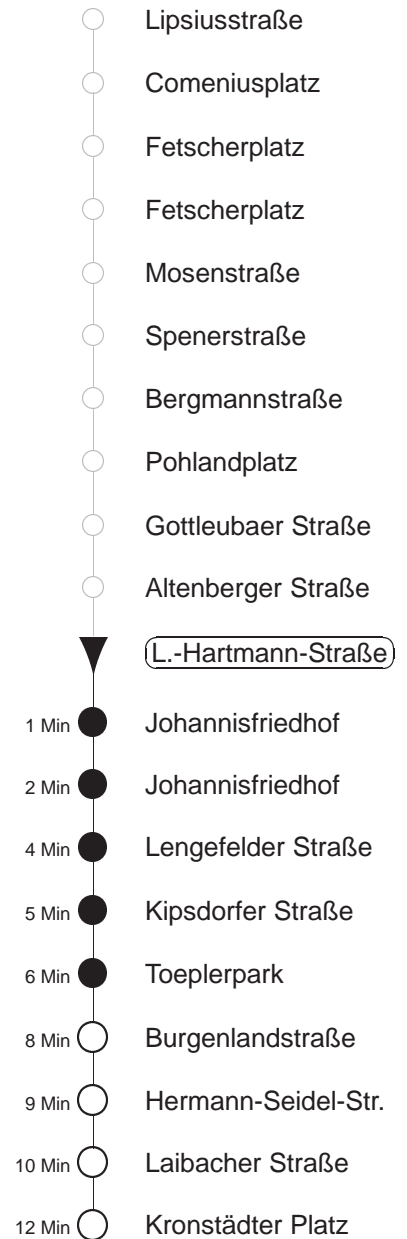 Lipsiusstraße
Comeniusplatz
Fetscherplatz
Fetscherplatz
Mosenstraße
Spenerstraße
Bergmannstraße
Pohlandplatz
Gottleubaer Straße
Altenberger Straße
L.-Hartmann-Straße
1 Min Johannisfriedhof
2 Min Johannisfriedhof
4 Min Lengefelder Straße
5 Min Kipsdorfer Straße
6 Min Toeplerpark
8 Min Burgenlandstraße
9 Min Hermann-Seidel-Str.
10 Min Laibacher Straße
12 Min Kronstädter Platz